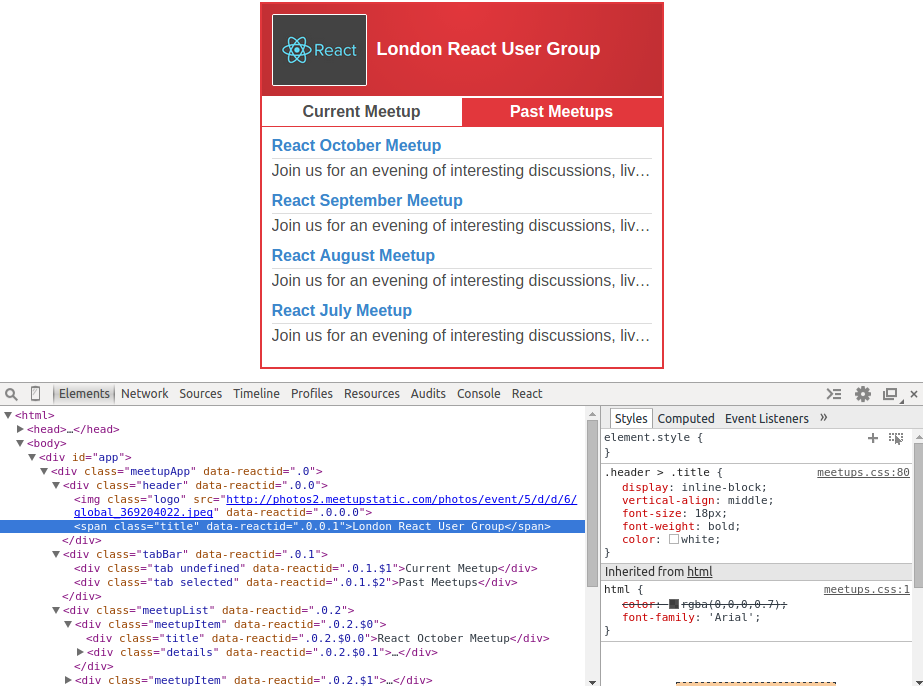 React
London React User Group
Current Meetup
Past Meetups
React October Meetup
Join us for an evening of interesting discussions, liv…
React September Meetup
Join us for an evening of interesting discussions, liv…
React August Meetup
Join us for an evening of interesting discussions, liv…
React July Meetup
Join us for an evening of interesting discussions, liv…
Elements Network Sources Timeline Profiles Resources Audits Console React
<html>
<head>…</head>
<body>
<div id="app">
<div class="meetupApp" data-reactid=".0">
<div class="header" data-reactid=".0.0">
<img class="logo" src="http://photos2.meetupstatic.com/photos/event/5/d/d/6/
global_369204022.jpeg" data-reactid=".0.0.0">
<span class="title" data-reactid=".0.0.1">London React User Group</span>
</div>
<div class="tabBar" data-reactid=".0.1">
<div class="tab undefined" data-reactid=".0.1.$1">Current Meetup</div>
<div class="tab selected" data-reactid=".0.1.$2">Past Meetups</div>
</div>
<div class="meetupList" data-reactid=".0.2">
<div class="meetupItem" data-reactid=".0.2.$0">
<div class="title" data-reactid=".0.2.$0.0">React October Meetup</div>
<div class="details" data-reactid=".0.2.$0.1">…</div>
</div>
<div class="meetupItem" data-reactid=".0.2.$1">…</div>
Styles Computed Event Listeners »
element.style {
}
.header > .title { meetups.css:80
display: inline-block;
vertical-align: middle;
font-size: 18px;
font-weight: bold;
color: white;
}
Inherited from html
html { meetups.css:1
color: rgba(0,0,0,0.7);
font-family: 'Arial';
}